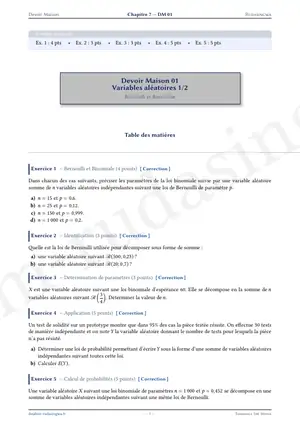 Devoir Maison Chapitre 7 – DM 01
Ex. 1 : 4 pts • Ex. 2 : 3 pts • Ex. 3 : 3 pts • Ex. 4 : 5 pts • Ex. 5 : 5 pts
Devoir Maison 01
Variables aléatoires 1/2
Bernoulli et Binomiale
Table des matières
Exercice 1 – Bernoulli et Binomiale (4 points) [ Correction ]
Dans chacun des cas suivants, préciser les paramètres de la loi binomiale suivie par une variable aléatoire
somme de n variables aléatoires indépendantes suivant une loi de Bernoulli de paramètre p.
a) n = 15 et p = 0,6.
b) n = 25 et p = 0,12.
c) n = 150 et p = 0,999.
d) n = 1 000 et p = 0,2.
Exercice 2 – Identification (3 points) [ Correction ]
Quelle est la loi de Bernoulli utilisée pour décomposer sous forme de somme :
a) une variable aléatoire suivant ℬ(300;0,25) ?
b) une variable aléatoire suivant ℬ(20;0,7) ?
Exercice 3 – Détermination de paramètres (3 points) [ Correction ]
X est une variable aléatoire suivant une loi binomiale d'espérance 60. Elle se décompose en la somme de n
variables aléatoires suivant ℬ(3/4). Déterminer la valeur de n.
Exercice 4 – Application (5 points) [ Correction ]
Un test de solidité sur un prototype montre que dans 95% des cas la pièce testée résiste. On effectue 30 tests
de manière indépendante et on note Y la variable aléatoire donnant le nombre de tests pour lesquels la pièce
n'a pas résisté.
a) Déterminer une loi de probabilité permettant d'écrire Y sous la forme d'une somme de variables aléatoires
indépendantes suivant toutes cette loi.
b) Calculer E(Y).
Exercice 5 – Calcul de probabilités (5 points) [ Correction ]
Une variable aléatoire X suivant une loi binomiale de paramètres n = 1 000 et p = 0,452 se décompose en une
somme de variables aléatoires indépendantes suivant une même loi de Bernoulli.
– 1 –